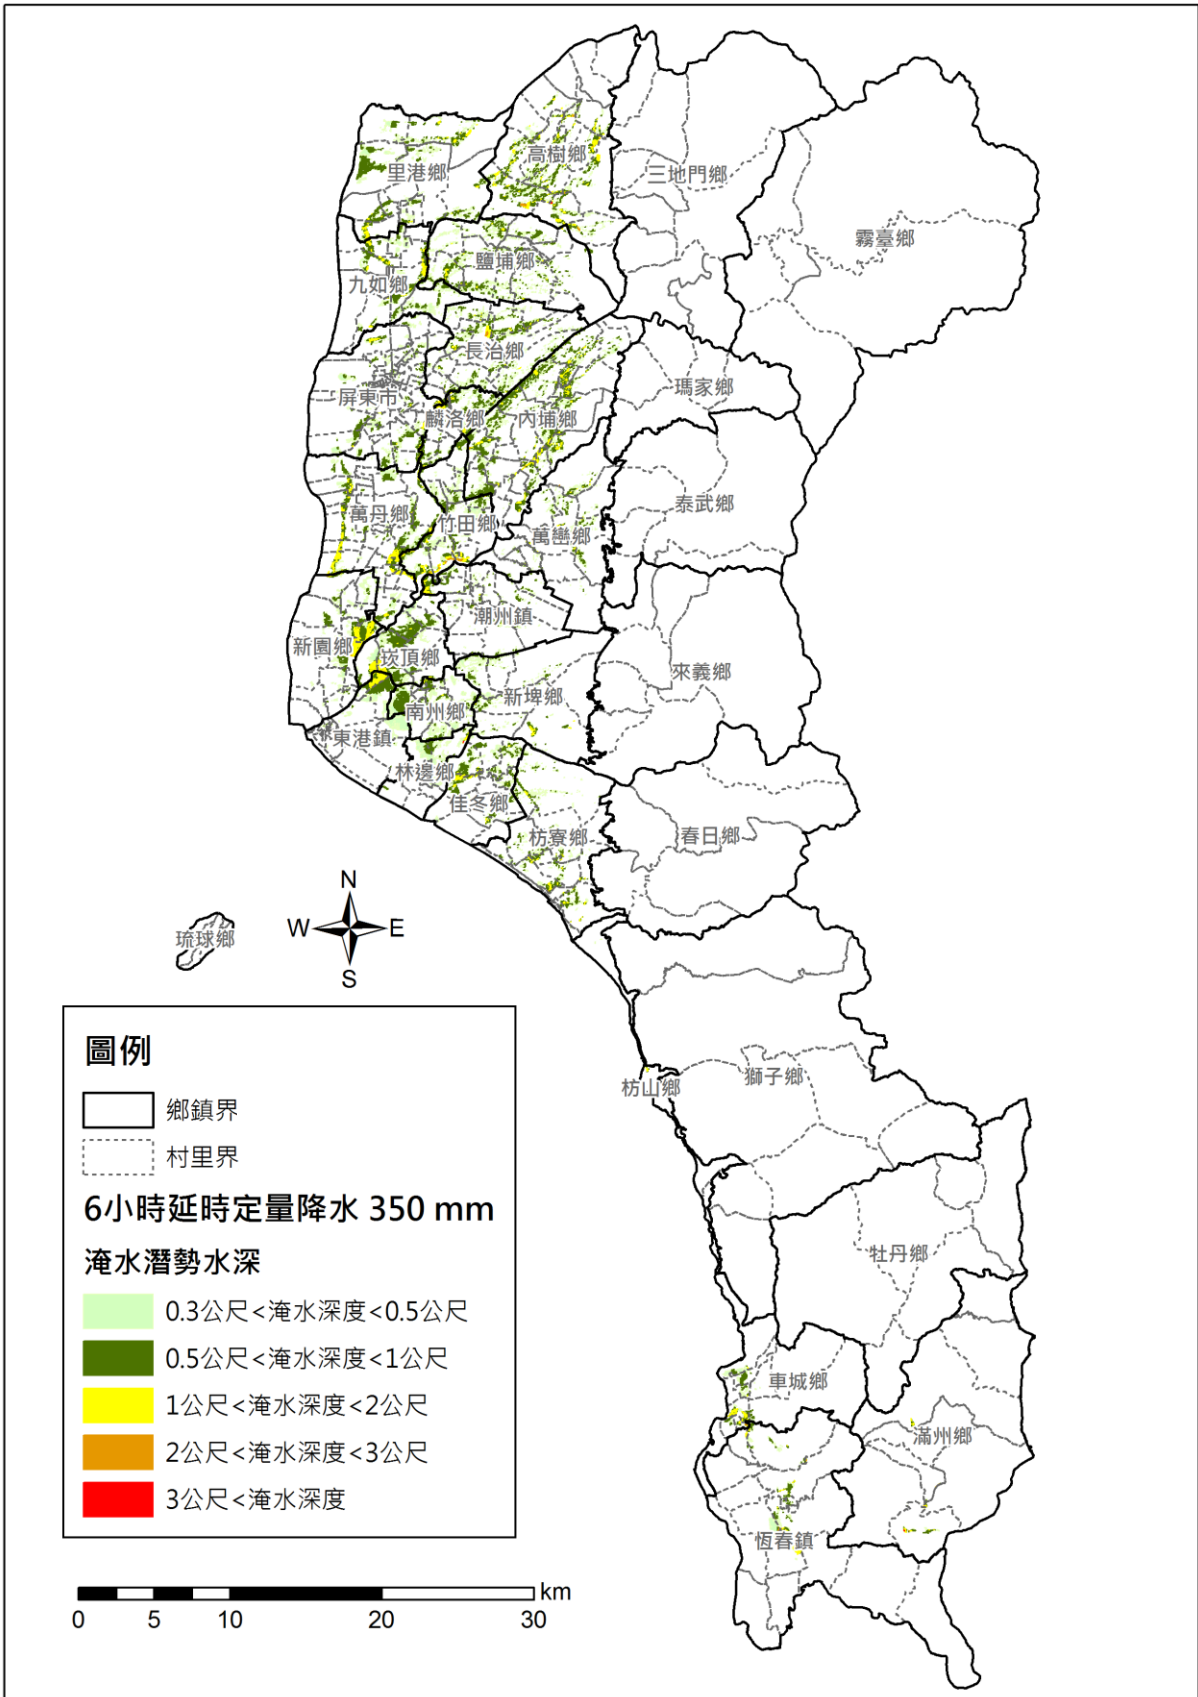 高樹鄉
三地門鄉
里港鄉
霧臺鄉
鹽埔鄉
九如鄉
長治鄉
瑪家鄉
屏東市
麟洛鄉
內埔鄉
泰武鄉
萬丹鄉
竹田鄉
萬巒鄉
潮州鎮
新園鄉
崁頂鄉
來義鄉
新埤鄉
南州鄉
東港鎮
林邊鄉
佳冬鄉
枋寮鄉
春日鄉
琉球鄉
N
W
E
S
獅子鄉
枋山鄉
牡丹鄉
車城鄉
滿州鄉
恆春鎮
圖例
鄉鎮界
村里界
6小時延時定量降水 350 mm
淹水潛勢水深
0.3公尺<淹水深度<0.5公尺
0.5公尺<淹水深度<1公尺
1公尺<淹水深度<2公尺
2公尺<淹水深度<3公尺
3公尺<淹水深度
km
0 5 10 20 30